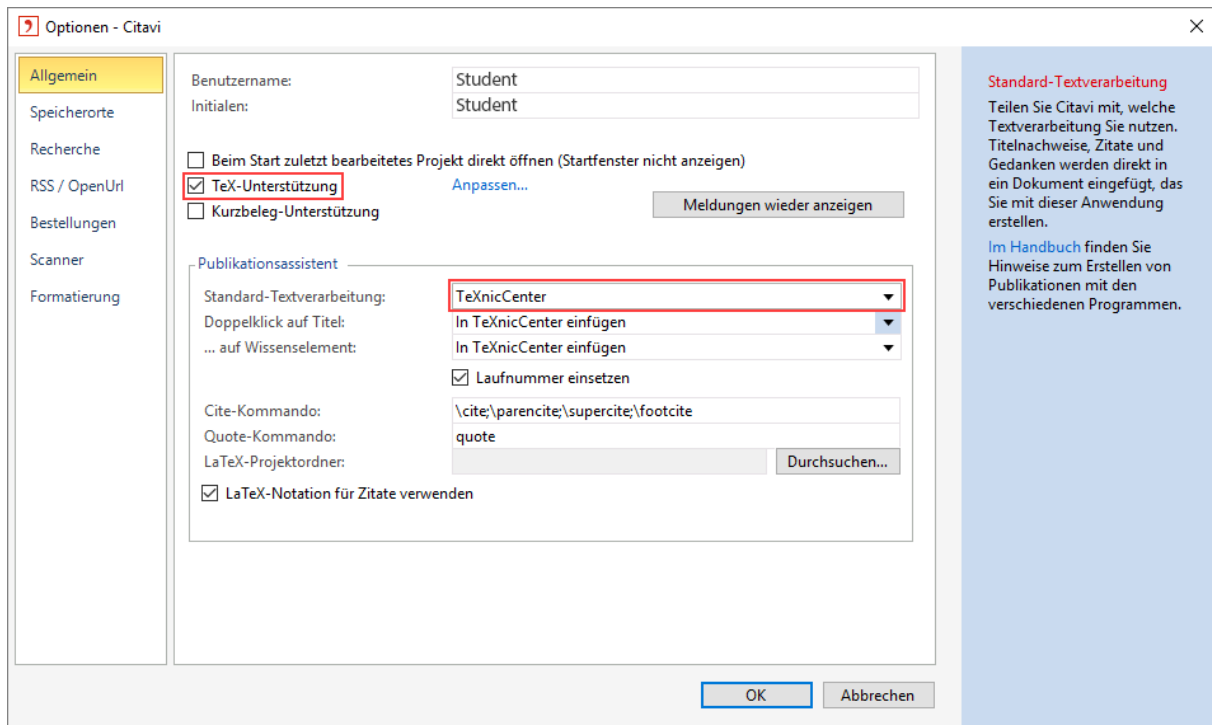 Optionen - Citavi
Allgemein
Speicherorte
Recherche
RSS / OpenUrl
Bestellungen
Scanner
Formatierung
Benutzername: Student
Initialen: Student
Beim Start zuletzt bearbeitetes Projekt direkt öffnen (Startfenster nicht anzeigen)
TeX-Unterstützung Anpassen...
Kurzbeleg-Unterstützung
Meldungen wieder anzeigen
Publikationsassistent
Standard-Textverarbeitung: TeXnicCenter
Doppelklick auf Titel: In TeXnicCenter einfügen
... auf Wissenselement: In TeXnicCenter einfügen
Laufnummer einsetzen
Cite-Kommando: \cite;\parencite;\supercite;\footcite
Quote-Kommando: quote
LaTeX-Projektordner: Durchsuchen...
LaTeX-Notation für Zitate verwenden
Standard-Textverarbeitung
Teilen Sie Citavi mit, welche
Textverarbeitung Sie nutzen.
Titelnachweise, Zitate und
Gedanken werden direkt in
ein Dokument eingefügt, das
Sie mit dieser Anwendung
erstellen.
Im Handbuch finden Sie
Hinweise zum Erstellen von
Publikationen mit den
verschiedenen Programmen.
OK Abbrechen